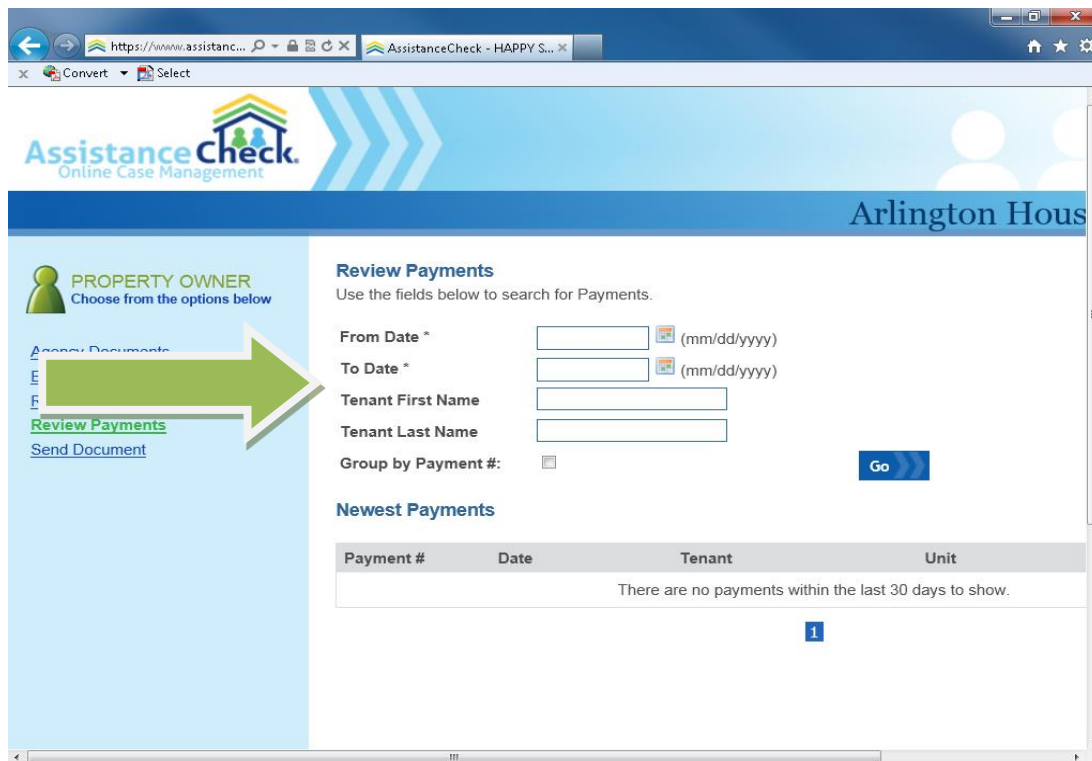 https://www.assistanc...
AssistanceCheck - HAPPY S...
x Convert Select
Assistance Check.
Online Case Management
Arlington Hous
PROPERTY OWNER
Choose from the options below
Agency Documents
Review Payments
Send Document
Review Payments
Use the fields below to search for Payments.
From Date * (mm/dd/yyyy)
To Date * (mm/dd/yyyy)
Tenant First Name
Tenant Last Name
Group by Payment #:
Go
Newest Payments
Payment # Date Tenant Unit
There are no payments within the last 30 days to show.
1